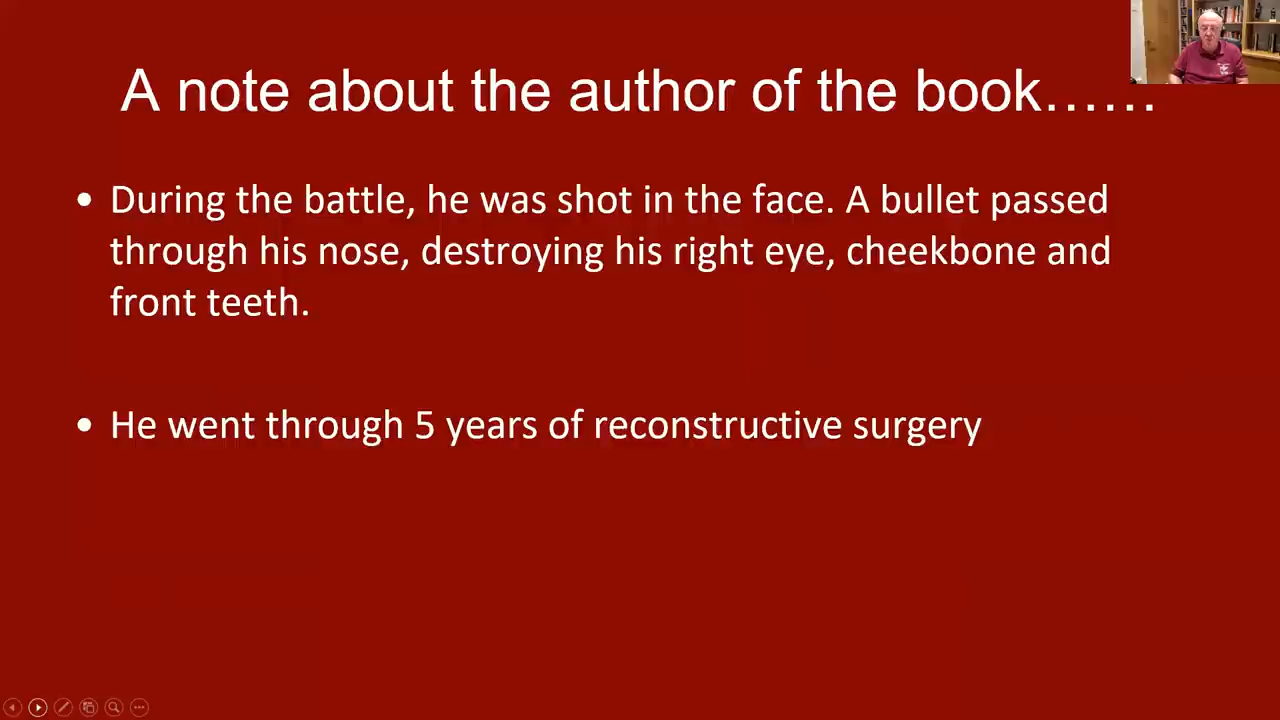 A note about the author of the book......
• During the battle, he was shot in the face. A bullet passed
through his nose, destroying his right eye, cheekbone and
front teeth.
• He went through 5 years of reconstructive surgery